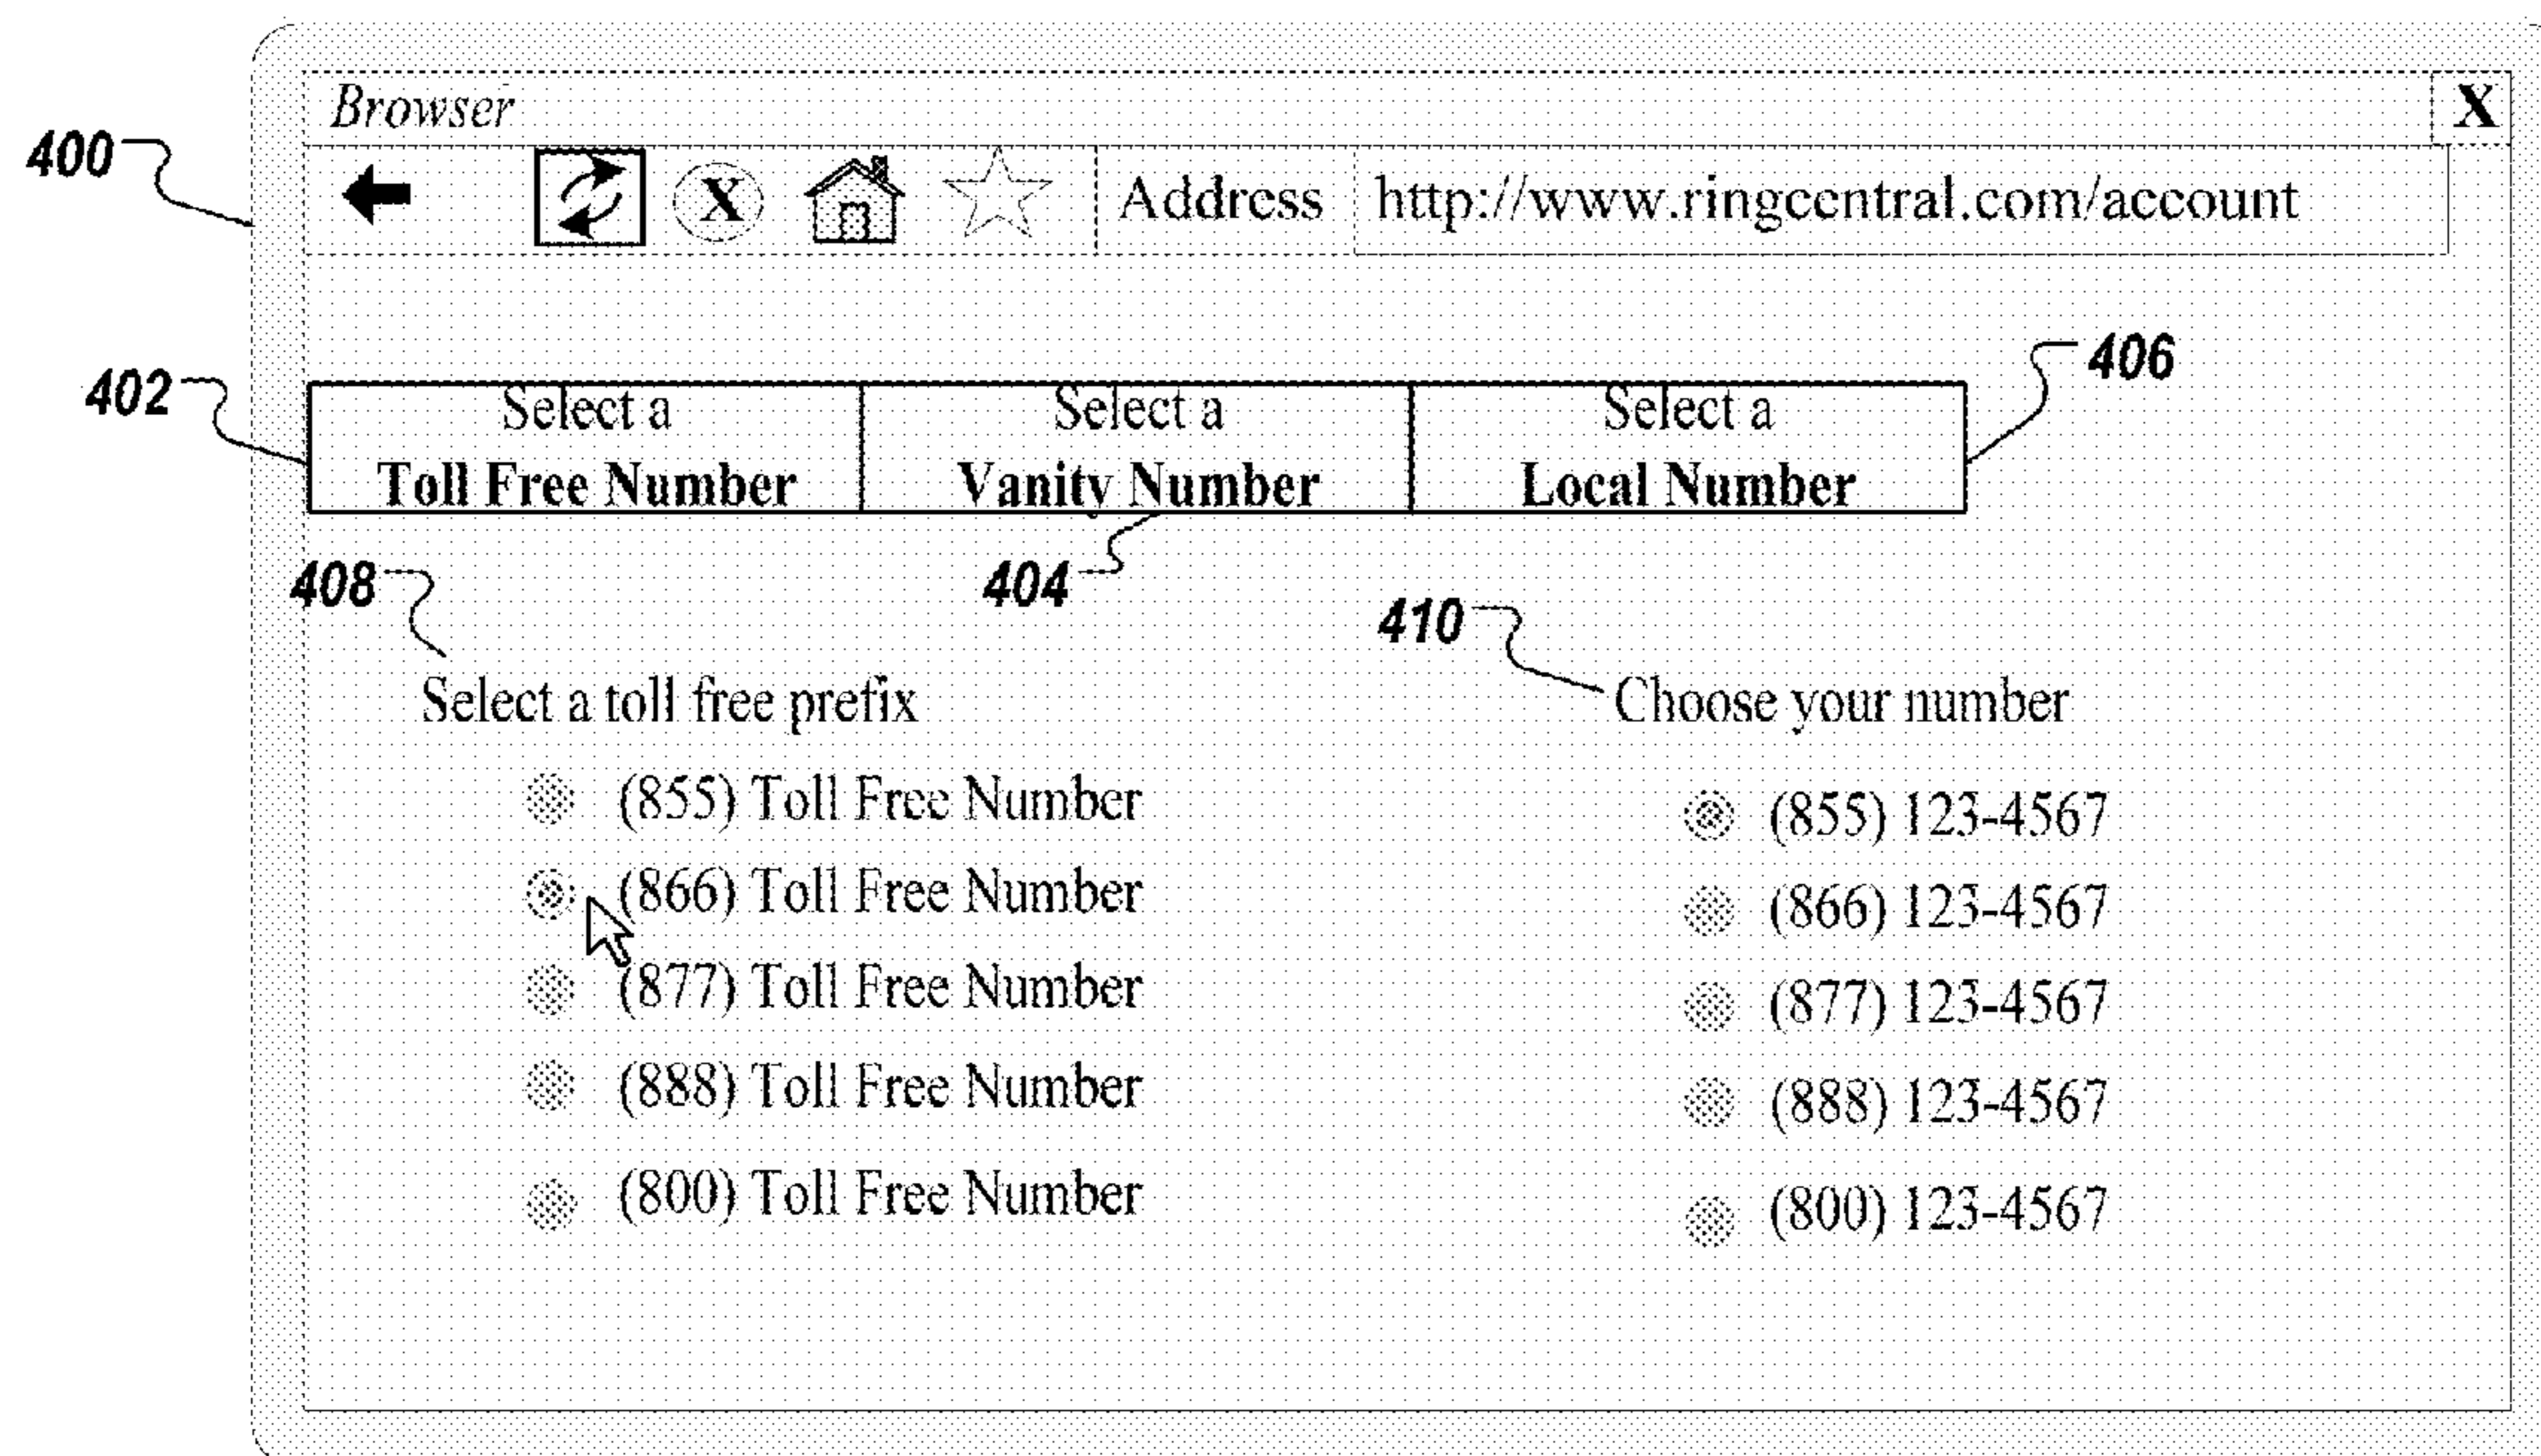 Browser X
400
X Address http://www.ringcentral.com/account
402
406
Select a Select a Select a
Toll Free Number Vanity Number Local Number
408
404
410
Select a toll free prefix Choose your number
(855) Toll Free Number (855) 123-4567
(866) Toll Free Number (866) 123-4567
(877) Toll Free Number (877) 123-4567
(888) Toll Free Number (888) 123-4567
(800) Toll Free Number (800) 123-4567